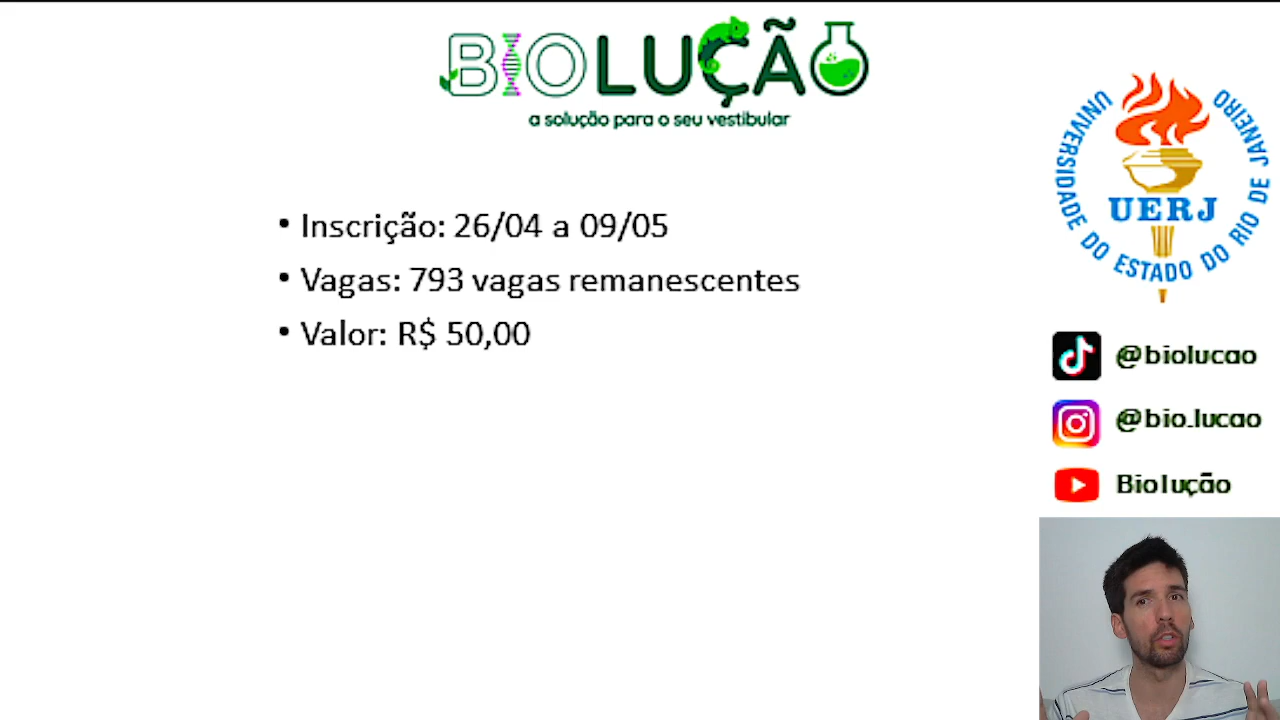 BIOLUÇÃO
a solução para o seu vestibular
• Inscrição: 26/04 a 09/05
• Vagas: 793 vagas remanescentes
• Valor: R$ 50,00
UNIVERSIDADE DO ESTADO DO RIO DE JANEIRO
UERJ
@biolucao
@bio.lucao
Biolução